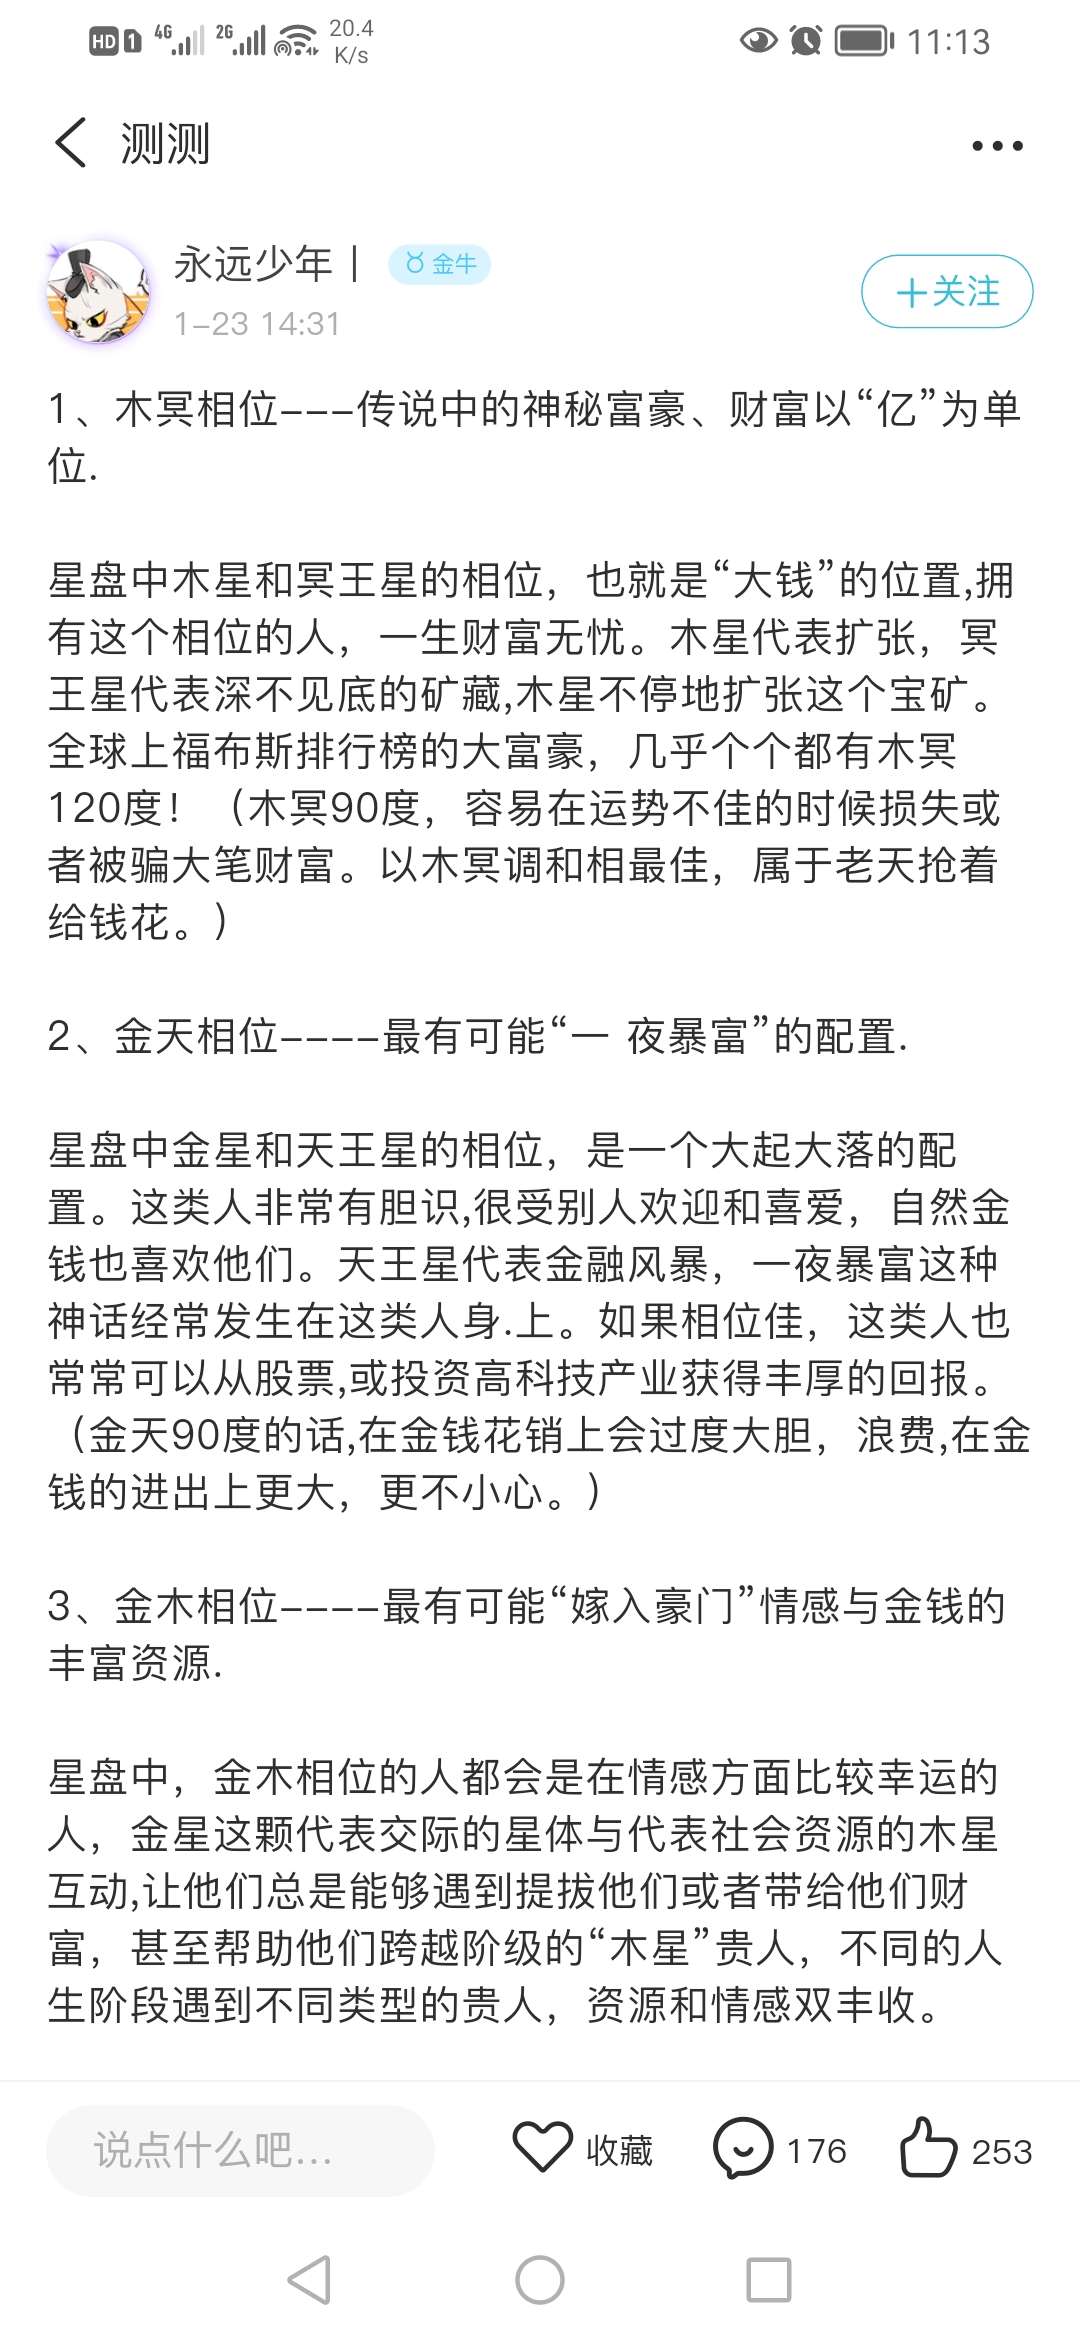 HD 1 4G 2G 20.4 K/s 11:13
测测
永远少年丨 金牛
1-23 14:31
+关注
1、木冥相位---传说中的神秘富豪、财富以“亿”为单
位.
星盘中木星和冥王星的相位，也就是“大钱”的位置,拥
有这个相位的人，一生财富无忧。木星代表扩张，冥
王星代表深不见底的矿藏,木星不停地扩张这个宝矿。
全球上福布斯排行榜的大富豪，几乎个个都有木冥
120度！（木冥90度，容易在运势不佳的时候损失或
者被骗大笔财富。以木冥调和相最佳，属于老天抢着
给钱花。）
2、金天相位----最有可能“一 夜暴富”的配置.
星盘中金星和天王星的相位，是一个大起大落的配
置。这类人非常有胆识,很受别人欢迎和喜爱，自然金
钱也喜欢他们。天王星代表金融风暴，一夜暴富这种
神话经常发生在这类人身.上。如果相位佳，这类人也
常常可以从股票,或投资高科技产业获得丰厚的回报。
（金天90度的话,在金钱花销上会过度大胆，浪费,在金
钱的进出上更大，更不小心。）
3、金木相位----最有可能“嫁入豪门”情感与金钱的
丰富资源.
星盘中，金木相位的人都会是在情感方面比较幸运的
人，金星这颗代表交际的星体与代表社会资源的木星
互动,让他们总是能够遇到提拔他们或者带给他们财
富，甚至帮助他们跨越阶级的“木星”贵人，不同的人
生阶段遇到不同类型的贵人，资源和情感双丰收。
说点什么吧... 收藏 176 253